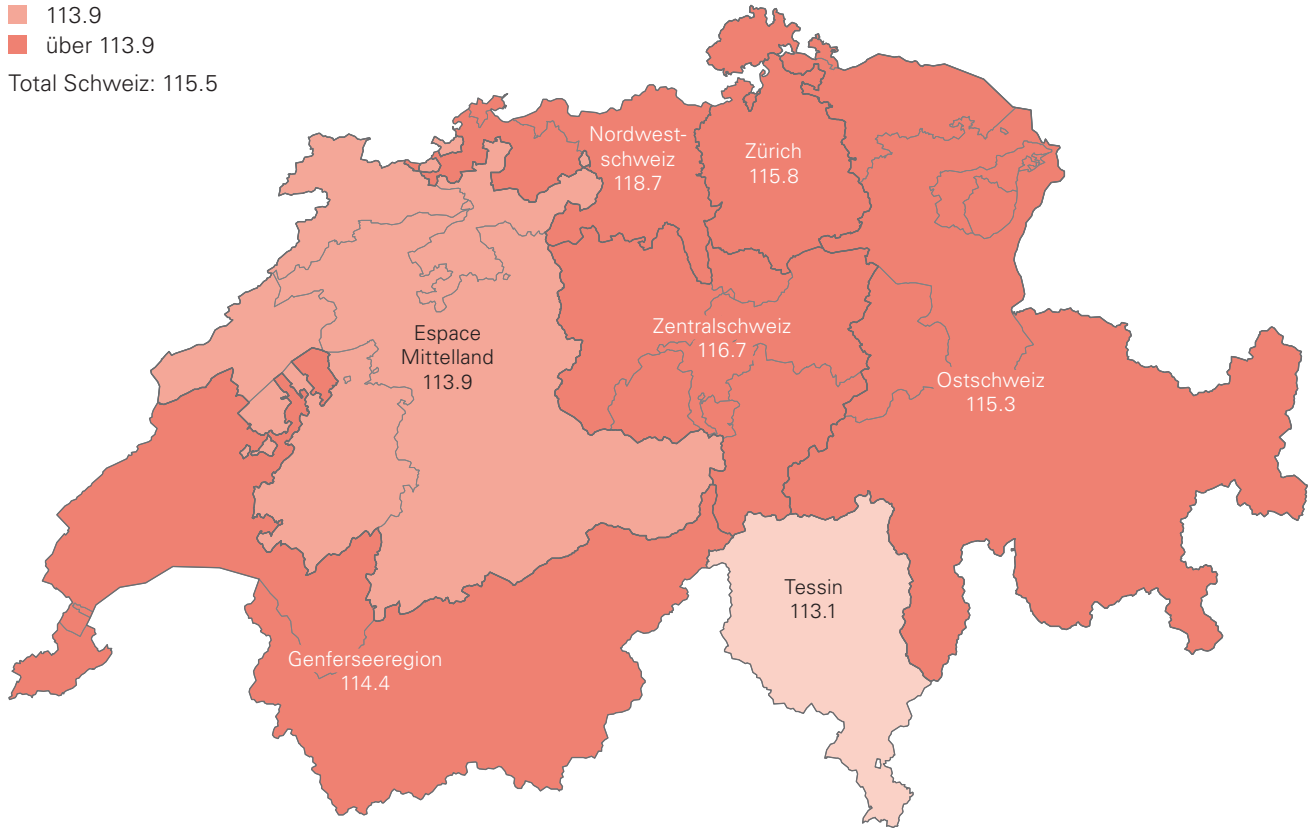 113.9
über 113.9
Total Schweiz: 115.5
Nordwest-
schweiz
118.7
Zürich
115.8
Espace
Mittelland
113.9
Zentralschweiz
116.7
Ostschweiz
115.3
Tessin
113.1
Genferseeregion
114.4